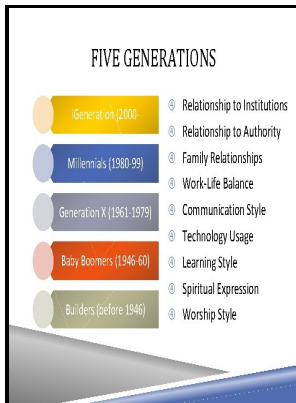 FIVE GENERATIONS
iGeneration (2000-
Millennials (1980-99)
Generation X (1961-1979)
Baby Boomers (1946-60)
Builders (before 1946)
Relationship to Institutions
Relationship to Authority
Family Relationships
Work-Life Balance
Communication Style
Technology Usage
Learning Style
Spiritual Expression
Worship Style